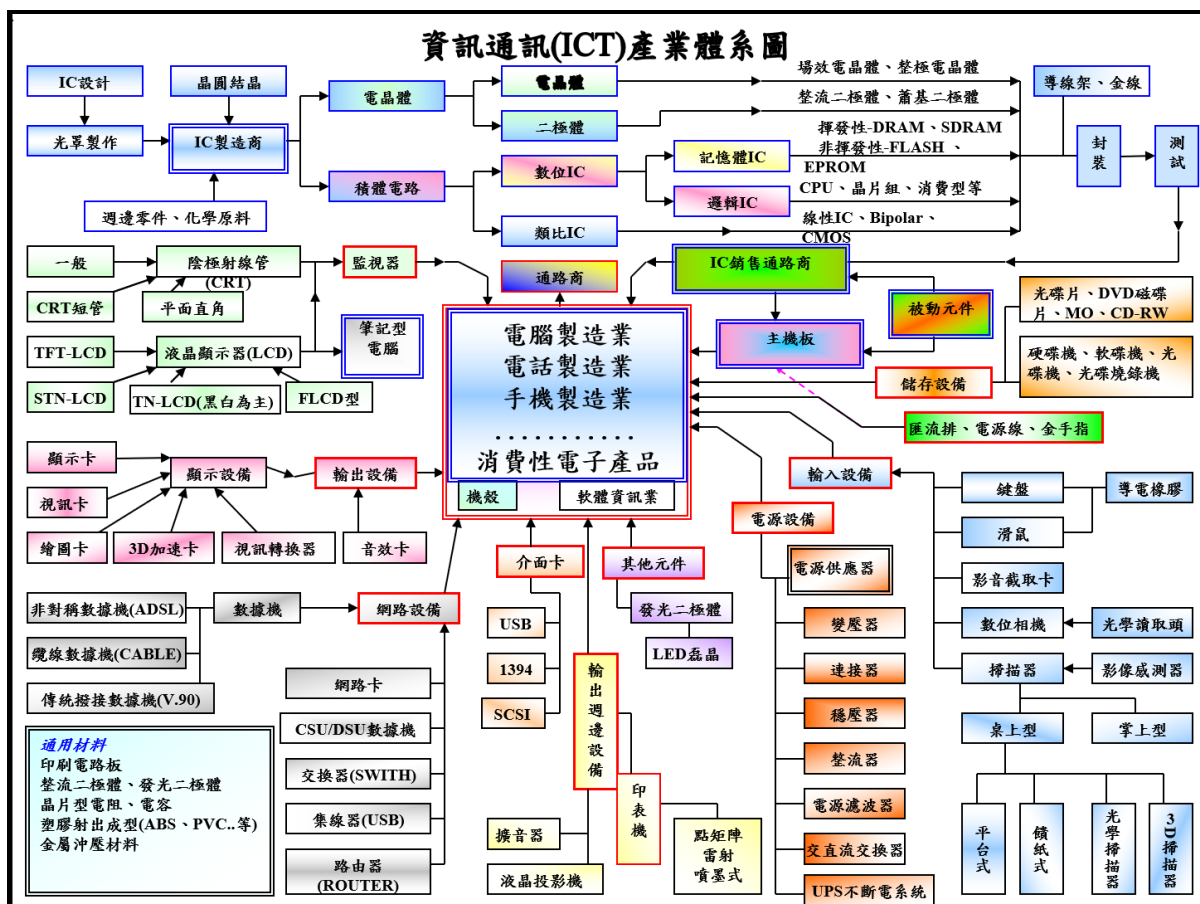 資訊通訊(ICT)產業體系圖
IC設計
晶圓結晶
電晶體
電晶體
場效電晶體、整極電晶體
導線架、金線
光罩製作
IC製造商
二極體
整流二極體、蕭基二極體
封裝
測試
積體電路
數位IC
記憶體IC
揮發性-DRAM、SDRAM
非揮發性-FLASH、
EPROM
邏輯IC
CPU、晶片組、消費型等
週邊零件、化學原料
類比IC
線性IC、Bipolar、
CMOS
一般
陰極射線管
(CRT)
監視器
通路商
IC銷售通路商
CRT短管
平面直角
被動元件
光碟片、DVD磁碟
片、MO、CD-RW
筆記型
電腦
主機板
TFT-LCD
液晶顯示器(LCD)
STN-LCD
TN-LCD(黑白為主)
FLCD型
電腦製造業
電話製造業
手機製造業
............
消費性電子產品
機殼
軟體資訊業
儲存設備
硬碟機、軟碟機、光
碟機、光碟燒錄機
匯流排、電源線、金手指
顯示卡
顯示設備
輸出設備
視訊卡
繪圖卡
3D加速卡
視訊轉換器
音效卡
輸入設備
鍵盤
導電橡膠
滑鼠
電源設備
介面卡
其他元件
電源供應器
影音截取卡
非對稱數據機(ADSL)
數據機
網路設備
USB
發光二極體
變壓器
數位相機
光學讀取頭
纜線數據機(CABLE)
1394
LED磊晶
連接器
掃描器
影像感測器
傳統撥接數據機(V.90)
網路卡
SCSI
輸出週邊設備
穩壓器
桌上型
掌上型
通用材料
印刷電路板
整流二極體、發光二極體
晶片型電阻、電容
塑膠射出成型(ABS、PVC..等)
金屬沖壓材料
CSU/DSU數據機
整流器
交換器(SWITH)
印表機
電源濾波器
集線器(USB)
擴音器
點矩陣
雷射
噴墨式
交直流交換器
平台式
饋紙式
光學掃描器
3D掃描器
路由器
(ROUTER)
液晶投影機
UPS不斷電系統